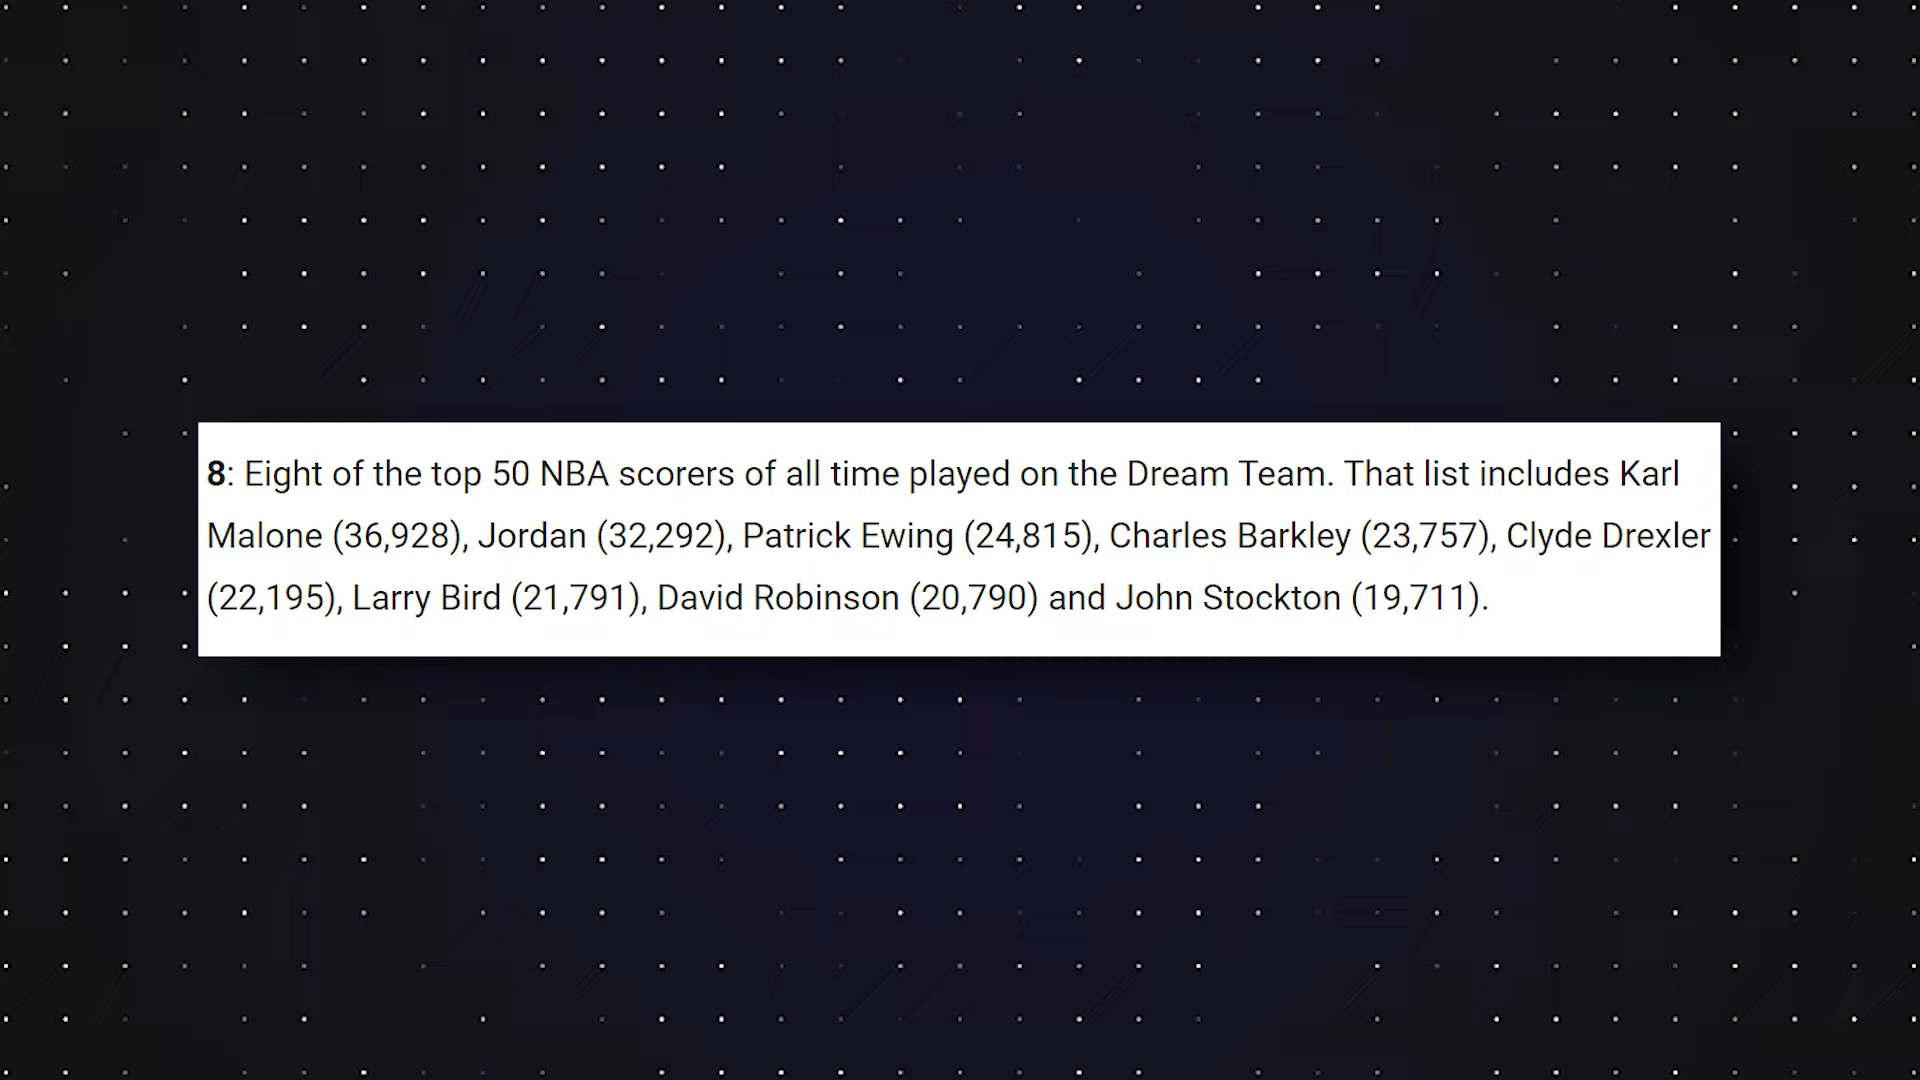 8: Eight of the top 50 NBA scorers of all time played on the Dream Team. That list includes Karl
Malone (36,928), Jordan (32,292), Patrick Ewing (24,815), Charles Barkley (23,757), Clyde Drexler
(22,195), Larry Bird (21,791), David Robinson (20,790) and John Stockton (19,711).